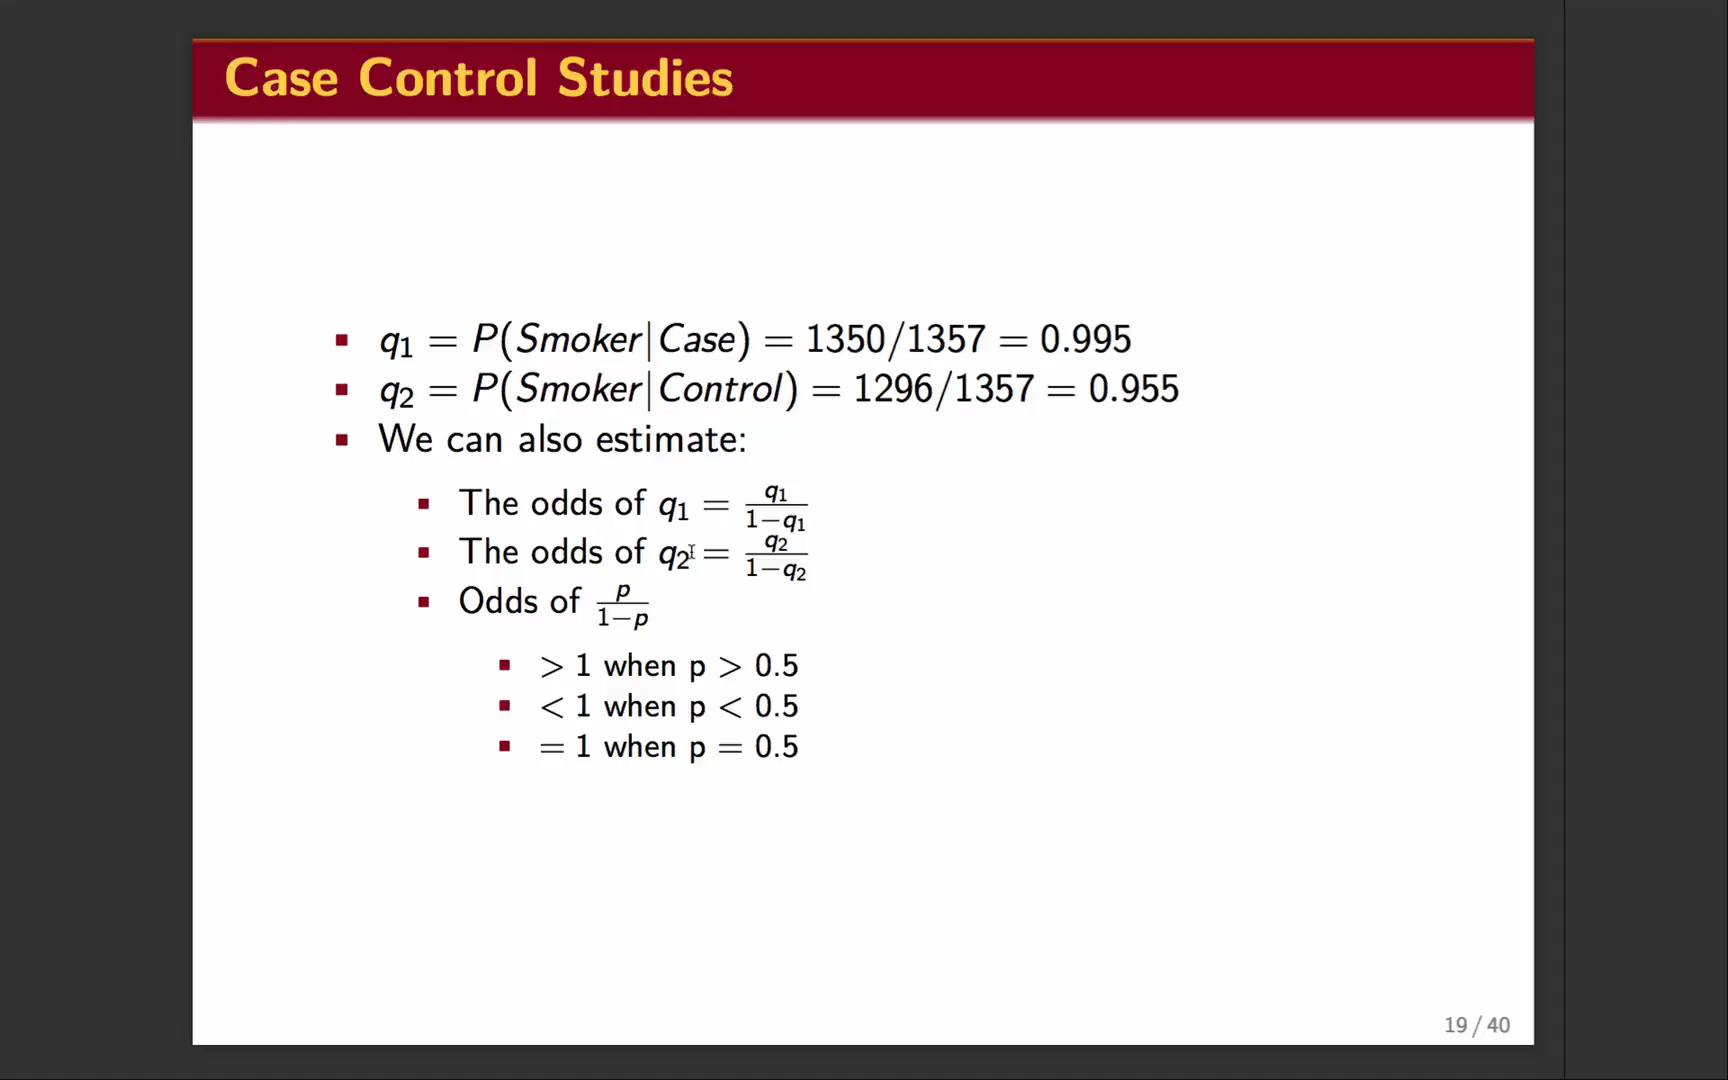 Case Control Studies
q₁ = P(Smoker|Case) = 1350/1357 = 0.995
q₂ = P(Smoker|Control) = 1296/1357 = 0.955
We can also estimate:
The odds of q₁ = q₁/(1−q₁)
The odds of q₂ = q₂/(1−q₂)
Odds of p/(1−p)
> 1 when p > 0.5
< 1 when p < 0.5
= 1 when p = 0.5
19 / 40